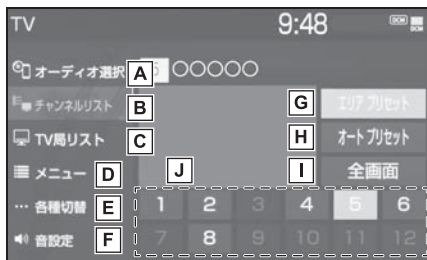 TV 9:48 DCM DCM
オーディオ選択 A 6 ○○○○○
チャンネルリスト B G エリア プリセット
TV局リスト C H オートプリセット
メニュー D J I 全画面
各種切替 E 1 2 3 4 5 6
音設定 F 7 8 9 10 11 12